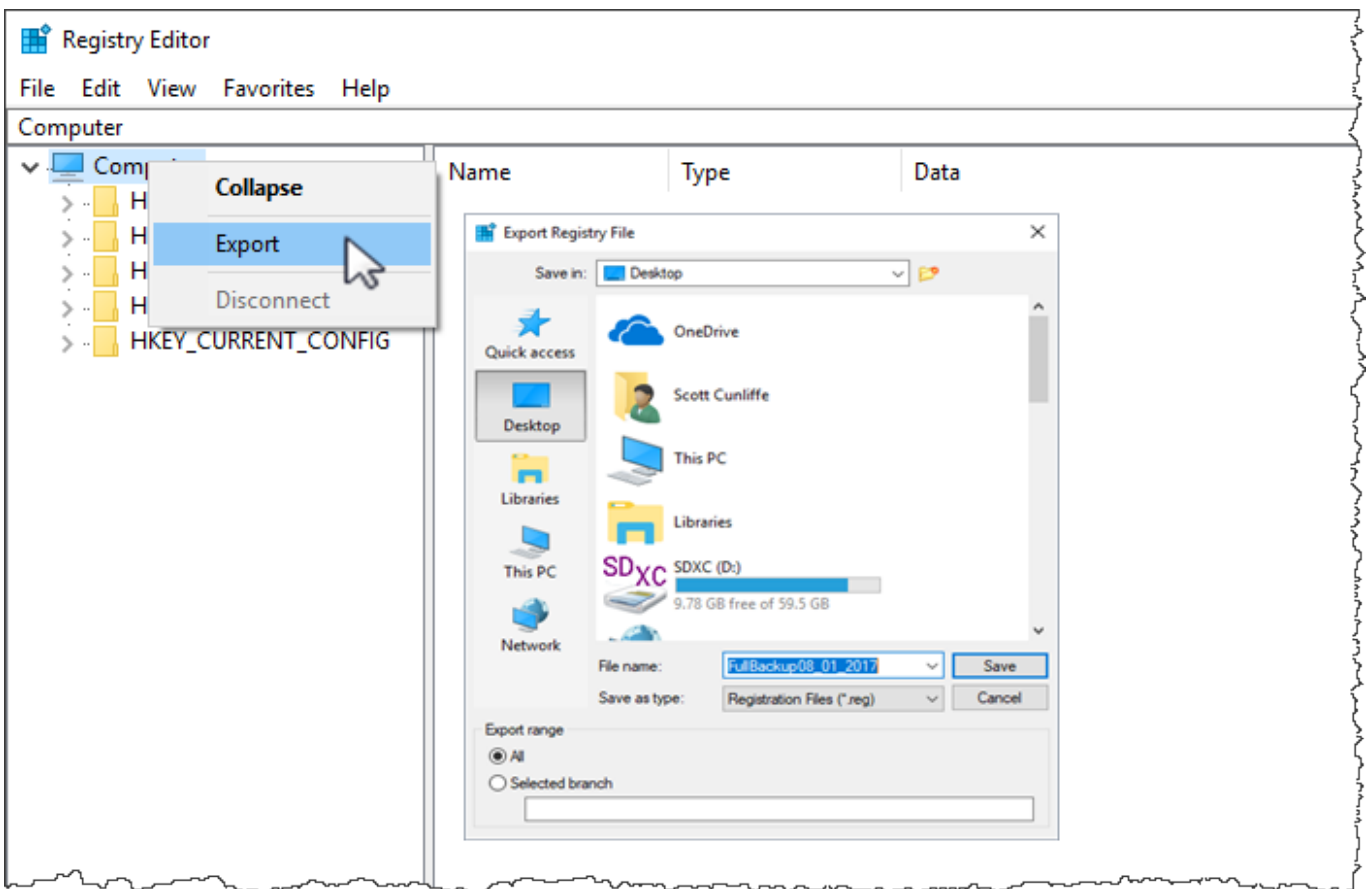 Registry Editor
File Edit View Favorites Help
Computer
Name Type Data
Collapse
Export
Disconnect
HKEY_CURRENT_CONFIG
Export Registry File
Save in: Desktop
Quick access
Desktop
Libraries
This PC
Network
OneDrive
Scott Cunliffe
This PC
Libraries
SDXC SDXC (D:)
9.78 GB free of 59.5 GB
File name: FullBackup08_01_2017 Save
Save as type: Registration Files (*.reg) Cancel
Export range
All
Selected branch